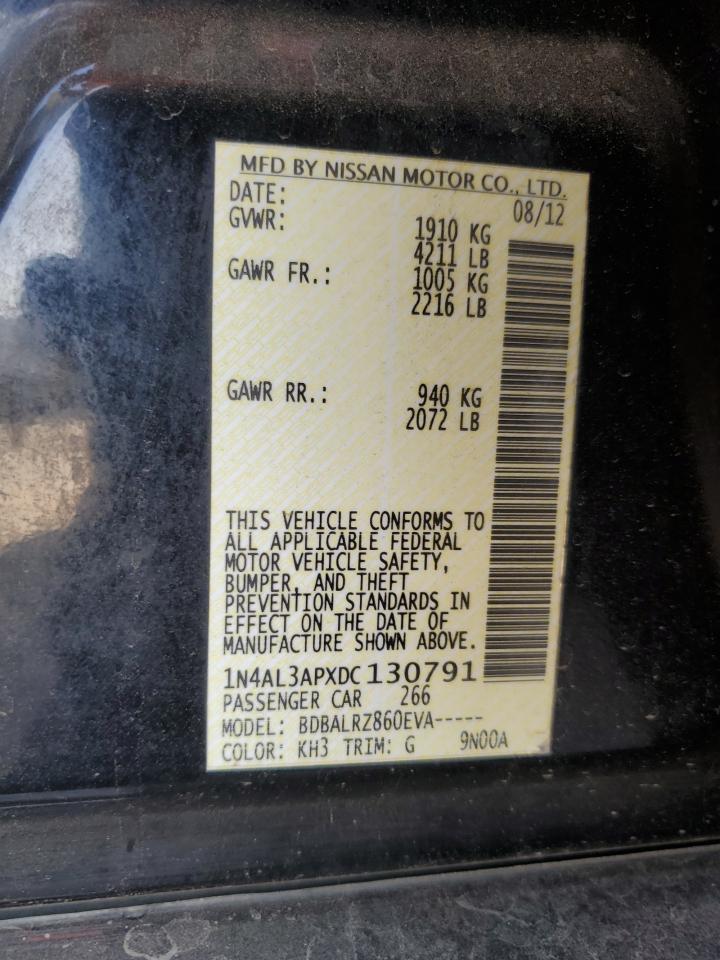 MFD BY NISSAN MOTOR CO., LTD.
DATE: 08/12
GVWR: 1910 KG
4211 LB
GAWR FR.: 1005 KG
2216 LB
GAWR RR.: 940 KG
2072 LB
THIS VEHICLE CONFORMS TO
ALL APPLICABLE FEDERAL
MOTOR VEHICLE SAFETY,
BUMPER, AND THEFT
PREVENTION STANDARDS IN
EFFECT ON THE DATE OF
MANUFACTURE SHOWN ABOVE.
1N4AL3APXDC130791
PASSENGER CAR 266
MODEL: BDBALRZ860EVA-----
COLOR: KH3 TRIM: G 9N00A